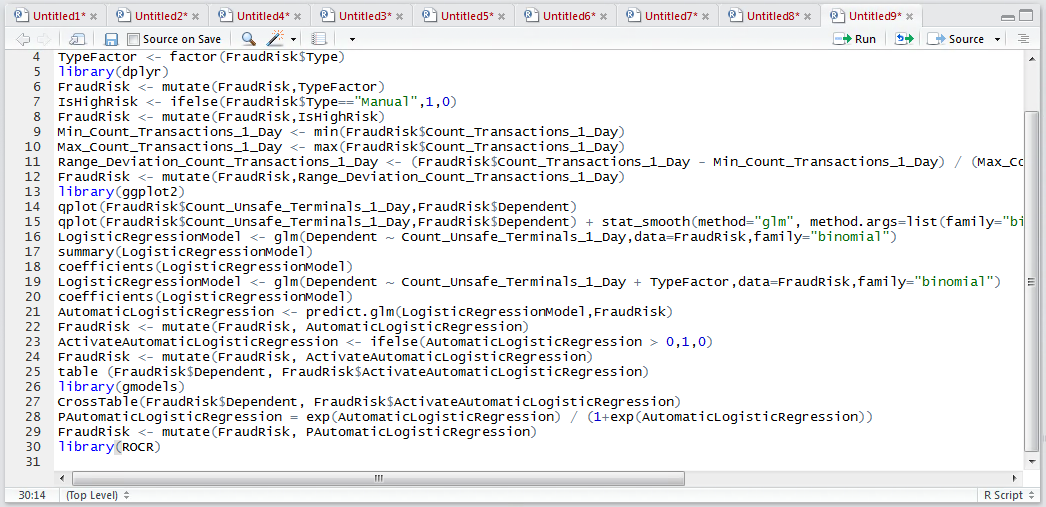 Untitled1* Untitled2* Untitled4* Untitled3* Untitled5* Untitled6* Untitled7* Untitled8* Untitled9*
Source on Save Run Source
4 TypeFactor <- factor(FraudRisk$Type)
5 library(dplyr)
6 FraudRisk <- mutate(FraudRisk,TypeFactor)
7 IsHighRisk <- ifelse(FraudRisk$Type=="Manual",1,0)
8 FraudRisk <- mutate(FraudRisk,IsHighRisk)
9 Min_Count_Transactions_1_Day <- min(FraudRisk$Count_Transactions_1_Day)
10 Max_Count_Transactions_1_Day <- max(FraudRisk$Count_Transactions_1_Day)
11 Range_Deviation_Count_Transactions_1_Day <- (FraudRisk$Count_Transactions_1_Day - Min_Count_Transactions_1_Day) / (Max_Co
12 FraudRisk <- mutate(FraudRisk,Range_Deviation_Count_Transactions_1_Day)
13 library(ggplot2)
14 qplot(FraudRisk$Count_Unsafe_Terminals_1_Day,FraudRisk$Dependent)
15 qplot(FraudRisk$Count_Unsafe_Terminals_1_Day,FraudRisk$Dependent) + stat_smooth(method="glm", method.args=list(family="bi
16 LogisticRegressionModel <- glm(Dependent ~ Count_Unsafe_Terminals_1_Day,data=FraudRisk,family="binomial")
17 summary(LogisticRegressionModel)
18 coefficients(LogisticRegressionModel)
19 LogisticRegressionModel <- glm(Dependent ~ Count_Unsafe_Terminals_1_Day + TypeFactor,data=FraudRisk,family="binomial")
20 coefficients(LogisticRegressionModel)
21 AutomaticLogisticRegression <- predict.glm(LogisticRegressionModel,FraudRisk)
22 FraudRisk <- mutate(FraudRisk, AutomaticLogisticRegression)
23 ActivateAutomaticLogisticRegression <- ifelse(AutomaticLogisticRegression > 0,1,0)
24 FraudRisk <- mutate(FraudRisk, ActivateAutomaticLogisticRegression)
25 table (FraudRisk$Dependent, FraudRisk$ActivateAutomaticLogisticRegression)
26 library(gmodels)
27 CrossTable(FraudRisk$Dependent, FraudRisk$ActivateAutomaticLogisticRegression)
28 PAutomaticLogisticRegression = exp(AutomaticLogisticRegression) / (1+exp(AutomaticLogisticRegression))
29 FraudRisk <- mutate(FraudRisk, PAutomaticLogisticRegression)
30 library(ROCR)
31
30:14 (Top Level) R Script